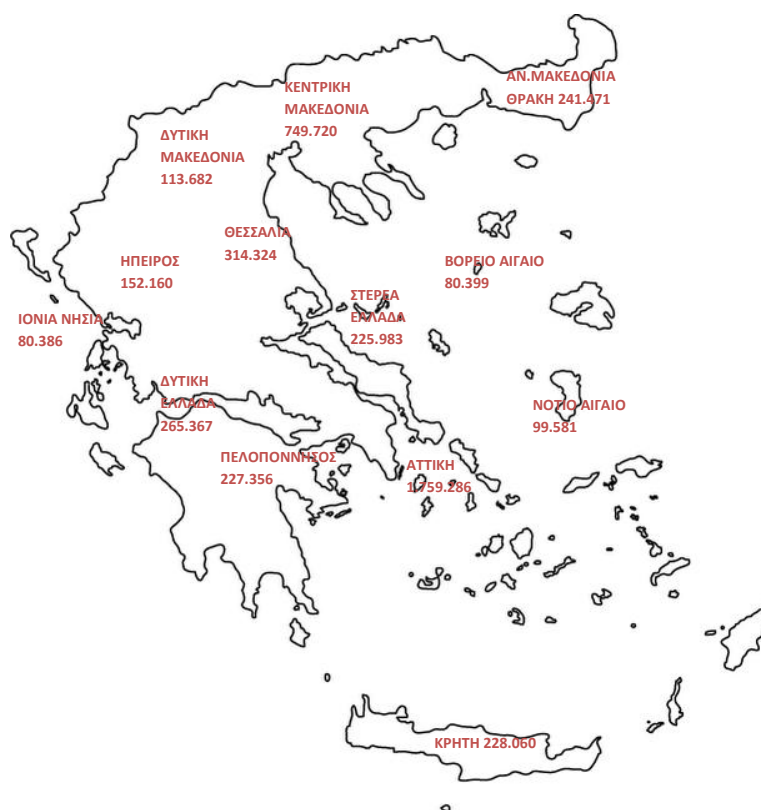 ΑΝ.ΜΑΚΕΔΟΝΙΑ
ΘΡΑΚΗ 241.471
ΚΕΝΤΡΙΚΗ
ΜΑΚΕΔΟΝΙΑ
749.720
ΔΥΤΙΚΗ
ΜΑΚΕΔΟΝΙΑ
113.682
ΘΕΣΣΑΛΙΑ
314.324
ΗΠΕΙΡΟΣ
152.160
ΒΟΡΕΙΟ ΑΙΓΑΙΟ
80.399
ΣΤΕΡΕΑ
ΕΛΛΑΔΑ
225.983
ΙΟΝΙΑ ΝΗΣΙΑ
80.386
ΔΥΤΙΚΗ
ΕΛΛΑΔΑ
265.367
ΝΟΤΙΟ ΑΙΓΑΙΟ
99.581
ΠΕΛΟΠΟΝΝΗΣΟΣ
227.356
ΑΤΤΙΚΗ
1.759.286
ΚΡΗΤΗ 228.060